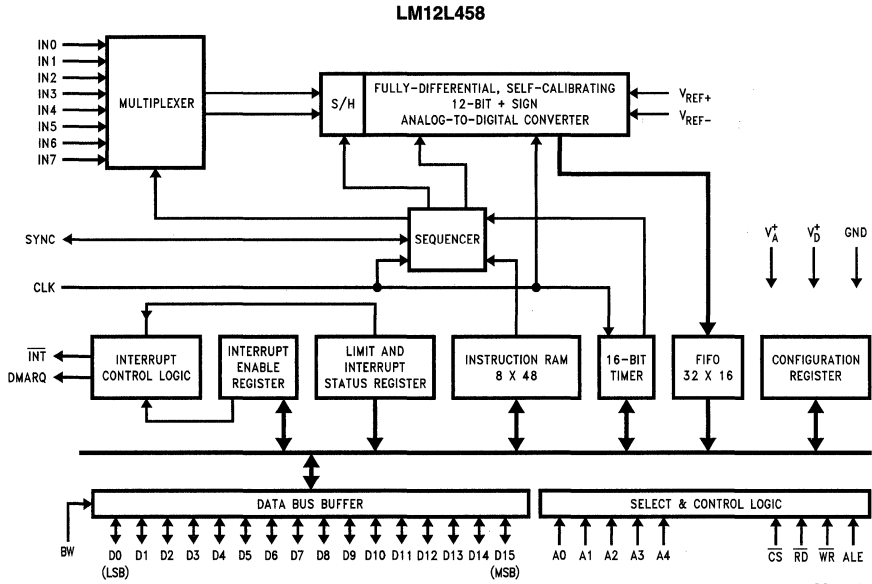 LM12L458
IN0
IN1
IN2
IN3
IN4
IN5
IN6
IN7
MULTIPLEXER
S/H
FULLY-DIFFERENTIAL, SELF-CALIBRATING
12-BIT + SIGN
ANALOG-TO-DIGITAL CONVERTER
VREF+
VREF-
SEQUENCER
SYNC
CLK
VA+
VD+
GND
INT
DMARQ
INTERRUPT
CONTROL LOGIC
INTERRUPT
ENABLE
REGISTER
LIMIT AND
INTERRUPT
STATUS REGISTER
INSTRUCTION RAM
8 X 48
16-BIT
TIMER
FIFO
32 X 16
CONFIGURATION
REGISTER
DATA BUS BUFFER
SELECT & CONTROL LOGIC
BW
D0 D1 D2 D3 D4 D5 D6 D7 D8 D9 D10 D11 D12 D13 D14 D15
(LSB) (MSB)
A0 A1 A2 A3 A4
CS RD WR ALE